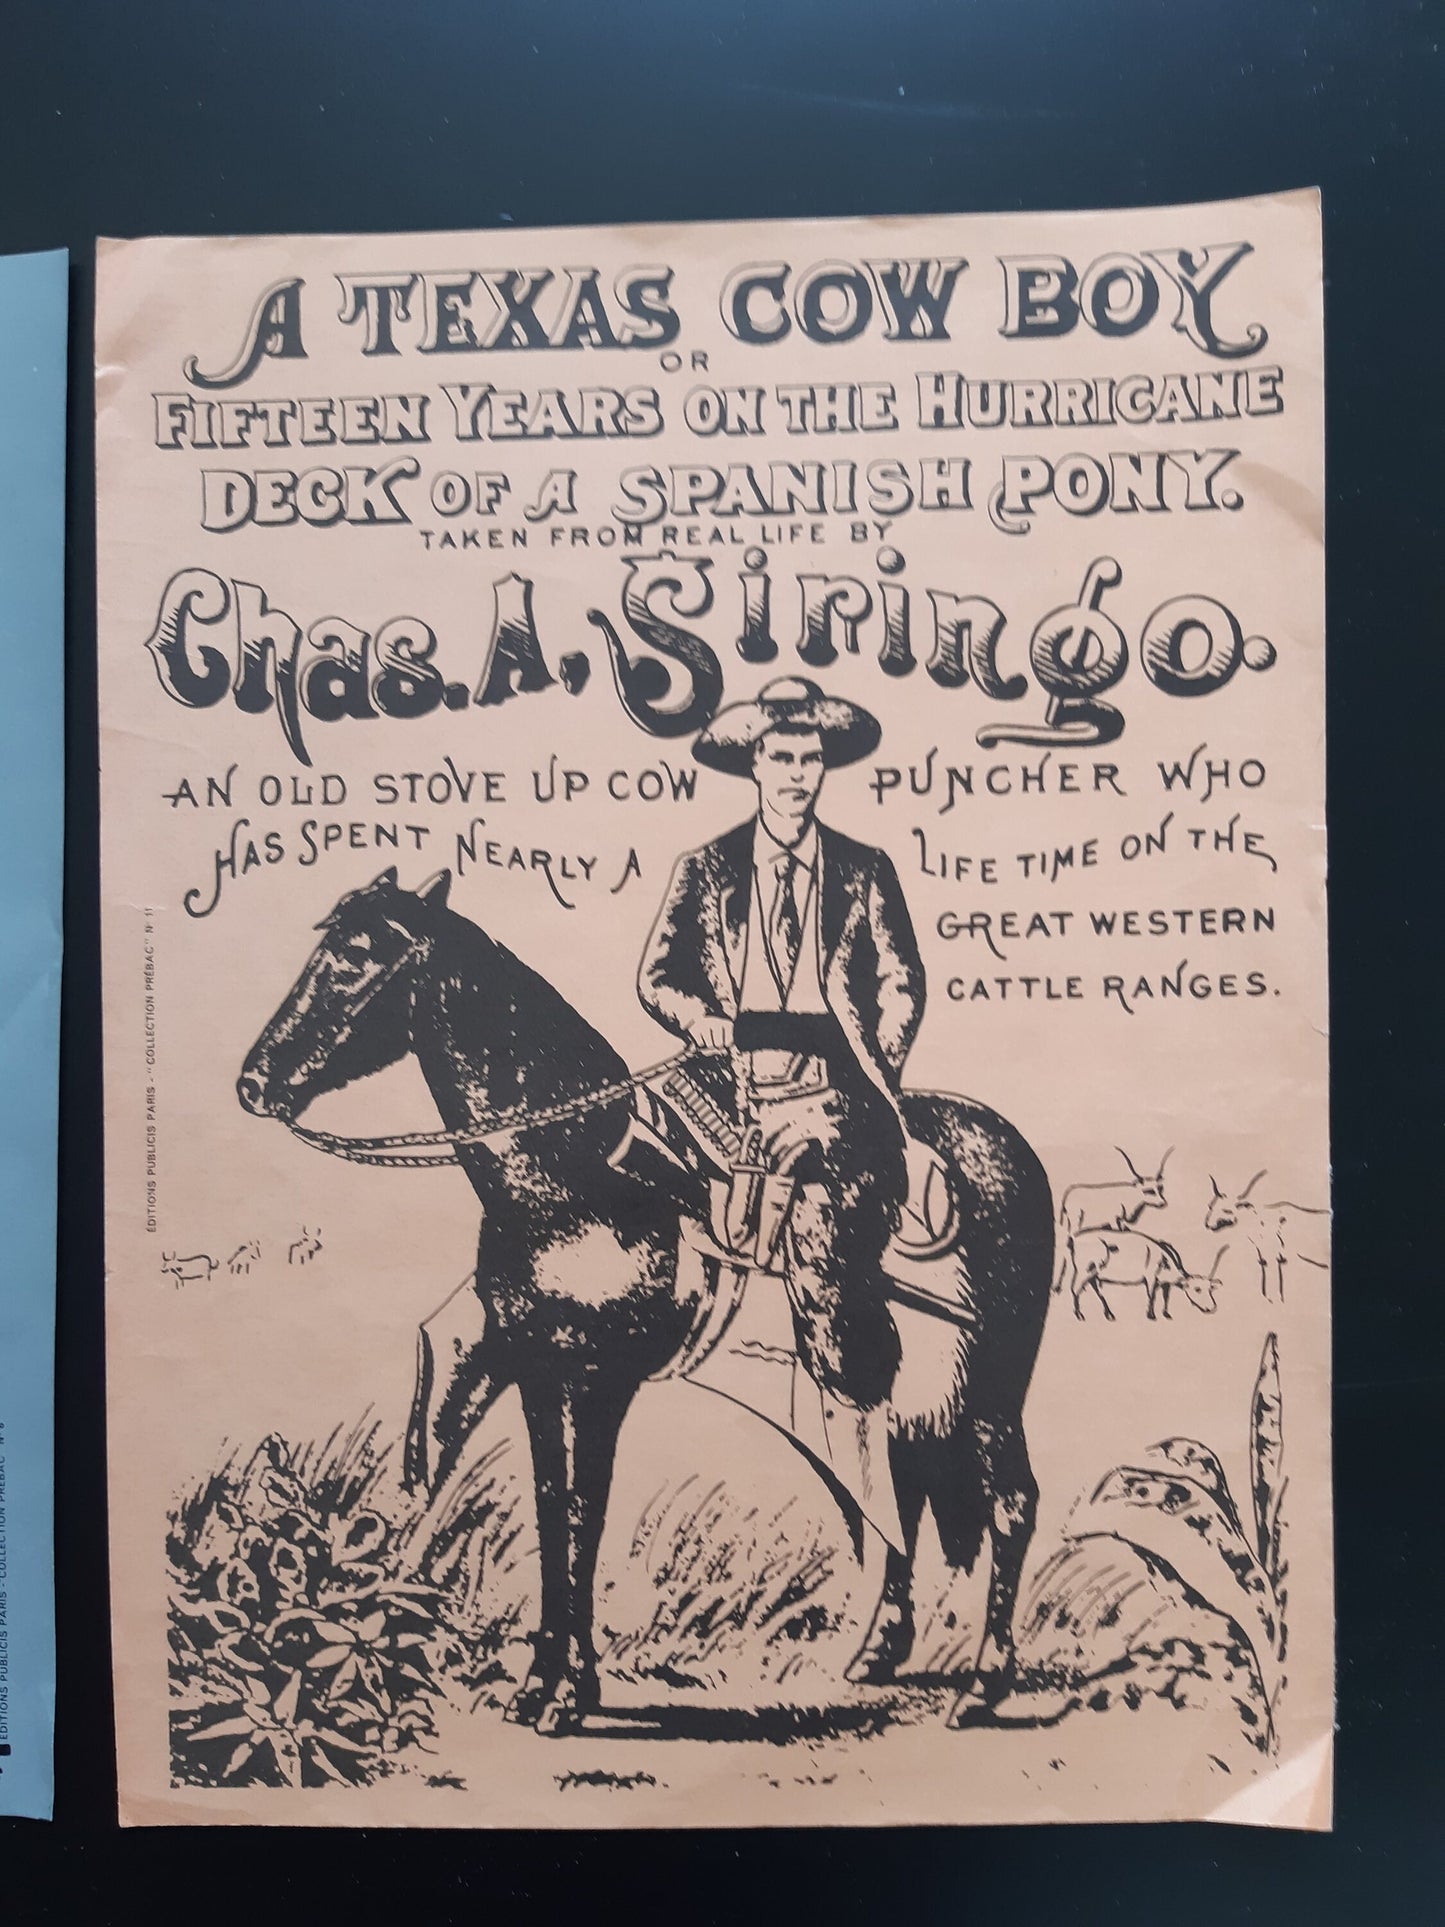 A TEXAS COW BOY
OR
FIFTEEN YEARS ON THE HURRICANE
DECK OF A SPANISH PONY.
TAKEN FROM REAL LIFE BY
Chas. A. Siringo.
AN OLD STOVE UP COW PUNCHER WHO
HAS SPENT NEARLY A LIFE TIME ON THE
GREAT WESTERN
CATTLE RANGES.
ÉDITIONS PUBLICIS PARIS - "COLLECTION PRÉBAC" N° 11
ÉDITIONS PUBLICIS PARIS - COLLECTION PRÉBAC" N°